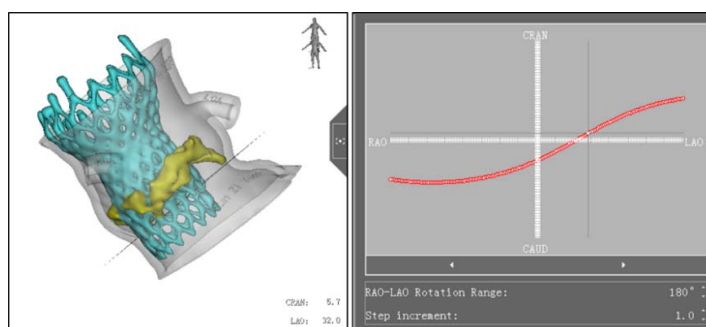 CRAN: 5.7
LAO: 32.0
CRAN
RAO
LAO
CAUD
RAO-LAO Rotation Range: 180°
Step increment: 1.0